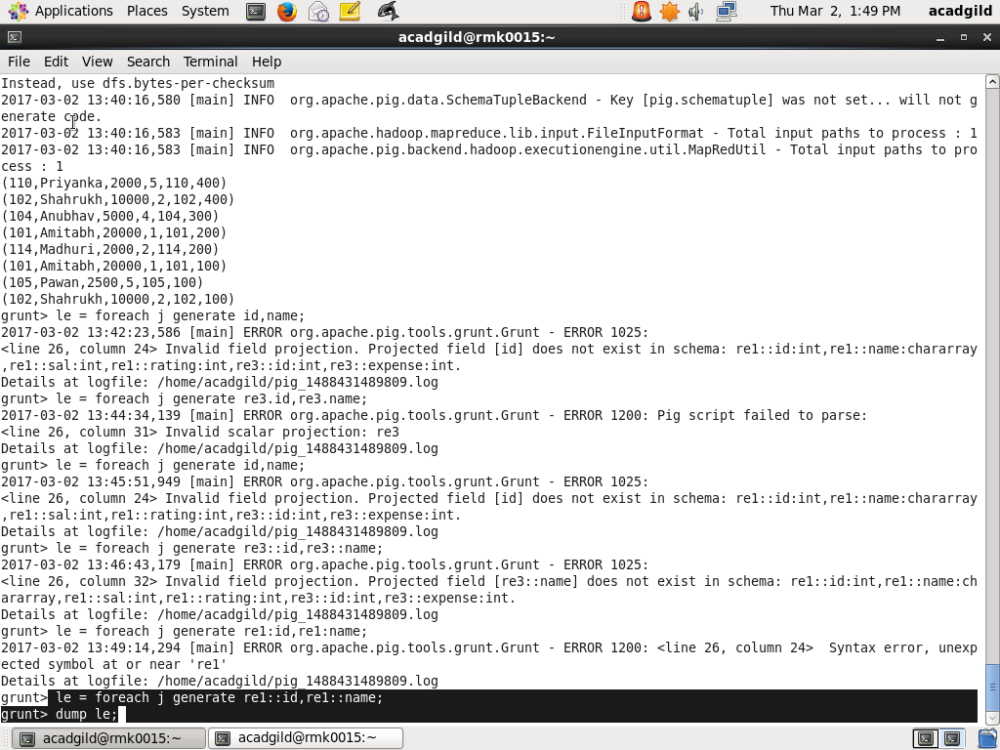 Applications Places System Thu Mar 2, 1:49 PM acadgild
acadgild@rmk0015:~
File Edit View Search Terminal Help
Instead, use dfs.bytes-per-checksum
2017-03-02 13:40:16,580 [main] INFO  org.apache.pig.data.SchemaTupleBackend - Key [pig.schematuple] was not set... will not g
enerate code.
2017-03-02 13:40:16,583 [main] INFO  org.apache.hadoop.mapreduce.lib.input.FileInputFormat - Total input paths to process : 1
2017-03-02 13:40:16,583 [main] INFO  org.apache.pig.backend.hadoop.executionengine.util.MapRedUtil - Total input paths to pro
cess : 1
(110,Priyanka,2000,5,110,400)
(102,Shahrukh,10000,2,102,400)
(104,Anubhav,5000,4,104,300)
(101,Amitabh,20000,1,101,200)
(114,Madhuri,2000,2,114,200)
(101,Amitabh,20000,1,101,100)
(105,Pawan,2500,5,105,100)
(102,Shahrukh,10000,2,102,100)
grunt> le = foreach j generate id,name;
2017-03-02 13:42:23,586 [main] ERROR org.apache.pig.tools.grunt.Grunt - ERROR 1025:
<line 26, column 24> Invalid field projection. Projected field [id] does not exist in schema: re1::id:int,re1::name:chararray
,re1::sal:int,re1::rating:int,re3::id:int,re3::expense:int.
Details at logfile: /home/acadgild/pig_1488431489809.log
grunt> le = foreach j generate re3.id,re3.name;
2017-03-02 13:44:34,139 [main] ERROR org.apache.pig.tools.grunt.Grunt - ERROR 1200: Pig script failed to parse:
<line 26, column 31> Invalid scalar projection: re3
Details at logfile: /home/acadgild/pig_1488431489809.log
grunt> le = foreach j generate id,name;
2017-03-02 13:45:51,949 [main] ERROR org.apache.pig.tools.grunt.Grunt - ERROR 1025:
<line 26, column 24> Invalid field projection. Projected field [id] does not exist in schema: re1::id:int,re1::name:chararray
,re1::sal:int,re1::rating:int,re3::id:int,re3::expense:int.
Details at logfile: /home/acadgild/pig_1488431489809.log
grunt> le = foreach j generate re3::id,re3::name;
2017-03-02 13:46:43,179 [main] ERROR org.apache.pig.tools.grunt.Grunt - ERROR 1025:
<line 26, column 32> Invalid field projection. Projected field [re3::name] does not exist in schema: re1::id:int,re1::name:ch
ararray,re1::sal:int,re1::rating:int,re3::id:int,re3::expense:int.
Details at logfile: /home/acadgild/pig_1488431489809.log
grunt> le = foreach j generate re1:id,re1:name;
2017-03-02 13:49:14,294 [main] ERROR org.apache.pig.tools.grunt.Grunt - ERROR 1200: <line 26, column 24>  Syntax error, unexp
ected symbol at or near 're1'
Details at logfile: /home/acadgild/pig_1488431489809.log
grunt> le = foreach j generate re1::id,re1::name;
grunt> dump le;
acadgild@rmk0015:~ acadgild@rmk0015:~